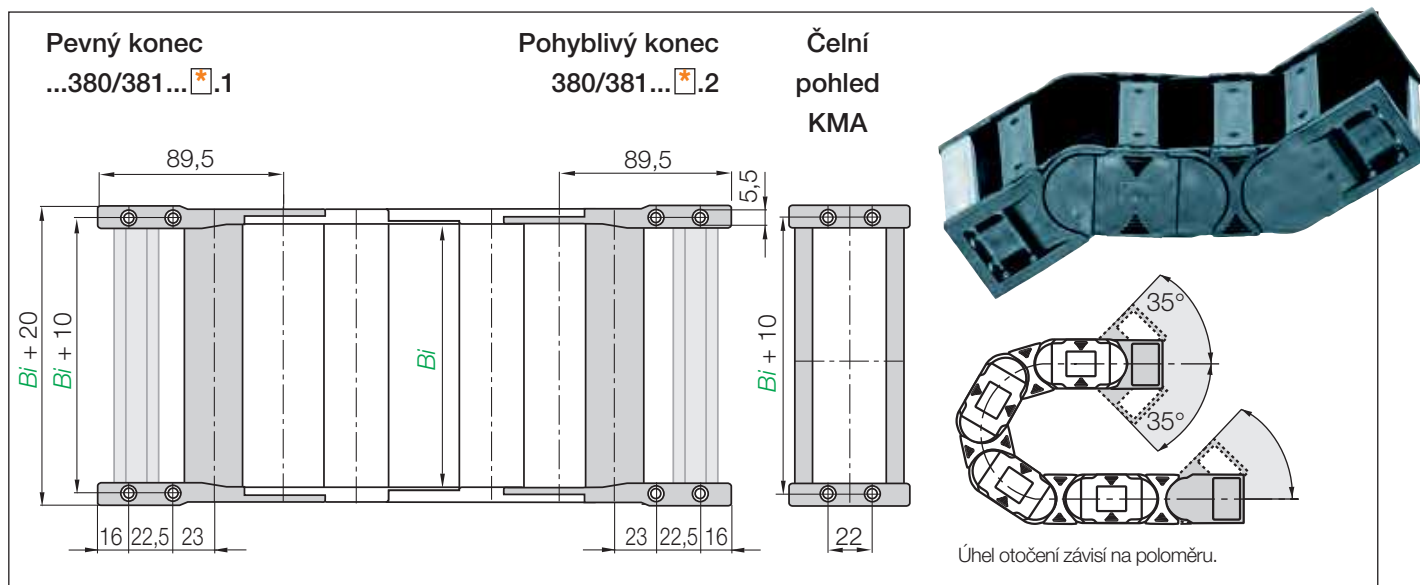 Pevný konec
...380/381...*.1
Pohyblivý konec
380/381...*.2
Čelní
pohled
KMA
89,5
89,5
5,5
Bi + 20
Bi + 10
Bi
Bi + 10
16
22,5
23
23
22,5
16
22
35°
35°
Úhel otočení závisí na poloměru.